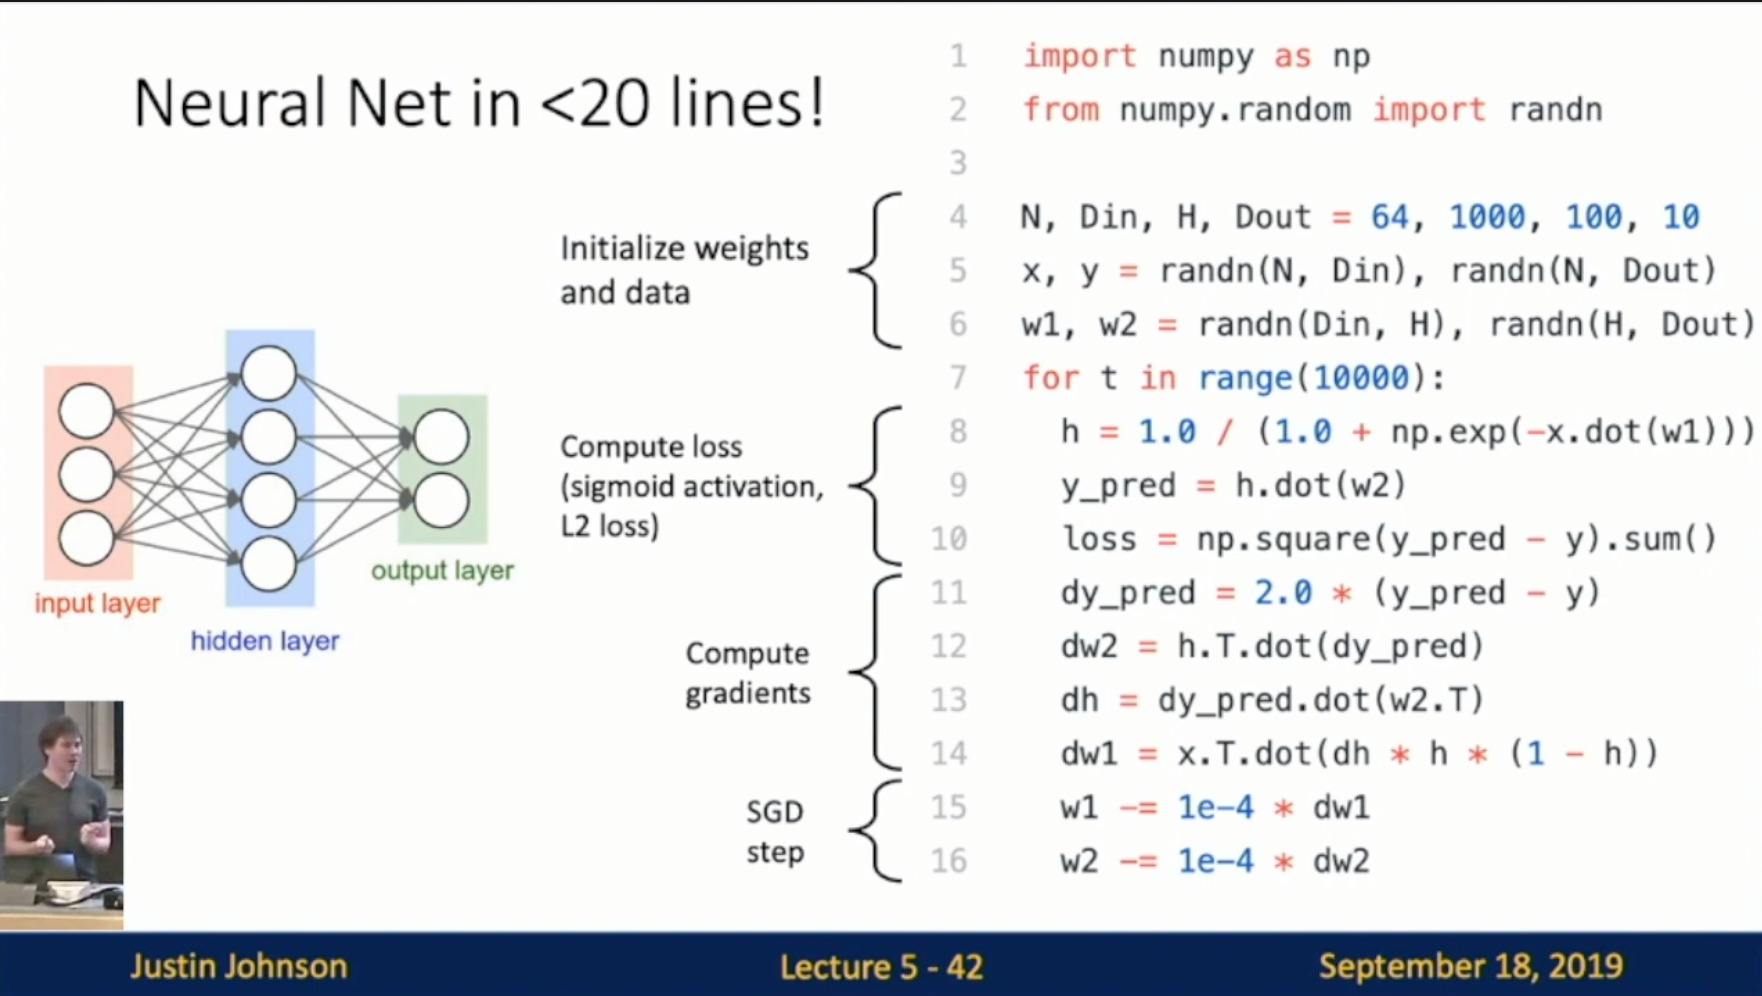 Neural Net in <20 lines!
Initialize weights
and data
Compute loss
(sigmoid activation,
L2 loss)
Compute
gradients
SGD
step
input layer
hidden layer
output layer
1 import numpy as np
2 from numpy.random import randn
3
4 N, Din, H, Dout = 64, 1000, 100, 10
5 x, y = randn(N, Din), randn(N, Dout)
6 w1, w2 = randn(Din, H), randn(H, Dout)
7 for t in range(10000):
8   h = 1.0 / (1.0 + np.exp(-x.dot(w1)))
9   y_pred = h.dot(w2)
10   loss = np.square(y_pred - y).sum()
11   dy_pred = 2.0 * (y_pred - y)
12   dw2 = h.T.dot(dy_pred)
13   dh = dy_pred.dot(w2.T)
14   dw1 = x.T.dot(dh * h * (1 - h))
15   w1 -= 1e-4 * dw1
16   w2 -= 1e-4 * dw2
Justin Johnson
Lecture 5 - 42
September 18, 2019